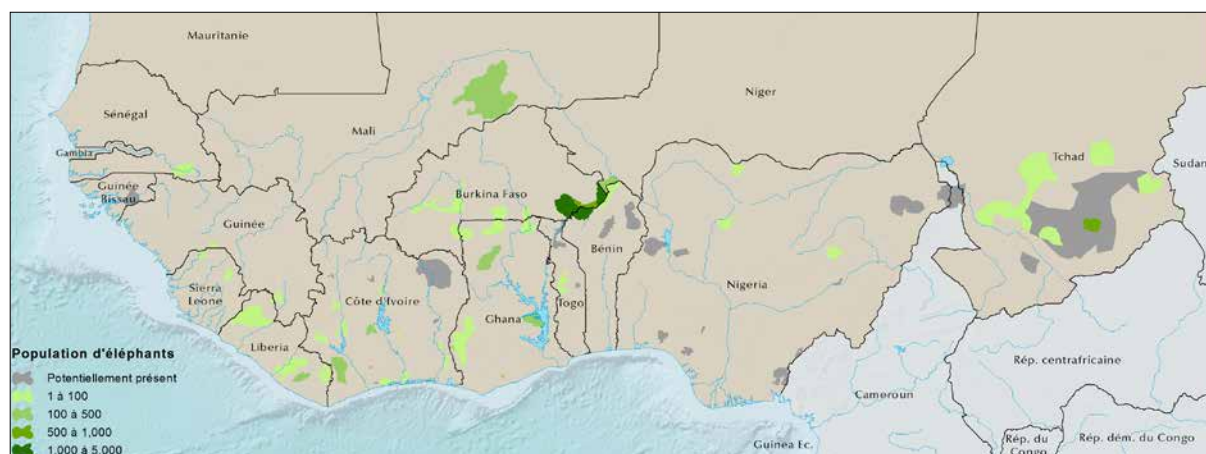 Mauritanie
Niger
Tchad
Sudan
Sénégal
Mali
Gambia
Guinée
Bissau
Burkina Faso
Guinée
Bénin
Nigeria
Sierra
Leone
Côte d'Ivoire
Ghana
Togo
Liberia
Rép. centrafricaine
Cameroun
Guinea Ec.
Rép. du
Congo
Rép. dém. du Congo
Population d'éléphants
Potentiellement présent
1 à 100
100 à 500
500 à 1,000
1,000 à 5,000